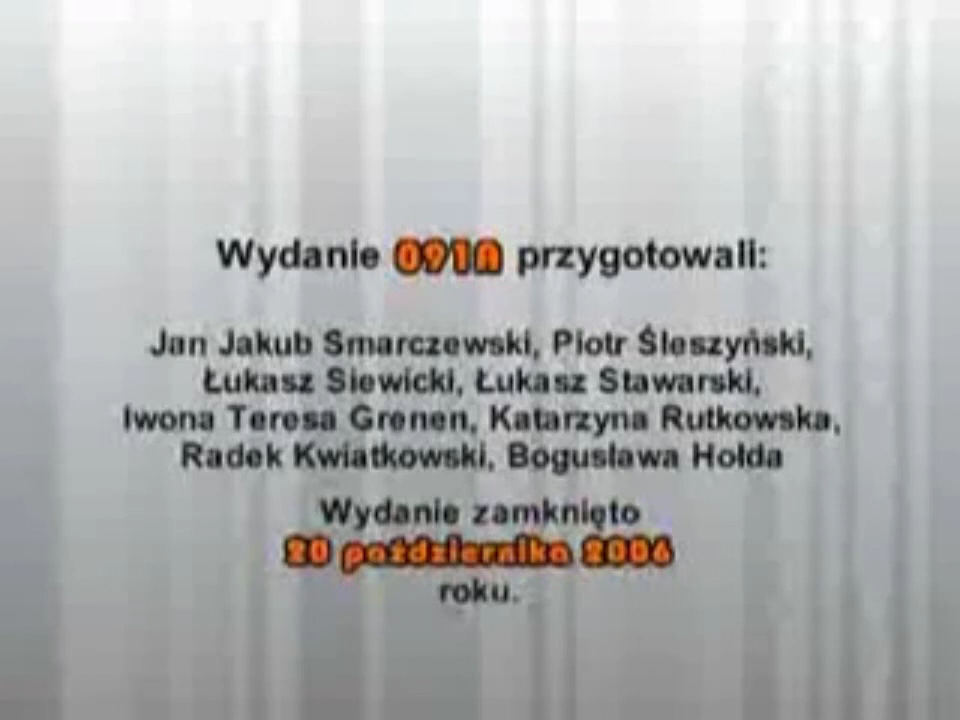 Wydanie 091A przygotowali:
Jan Jakub Smarczewski, Piotr Śleszyński,
Łukasz Siewicki, Łukasz Stawarski,
Iwona Teresa Grenen, Katarzyna Rutkowska,
Radek Kwiatkowski, Bogusława Hołda
Wydanie zamknięto
20 października 2006
roku.